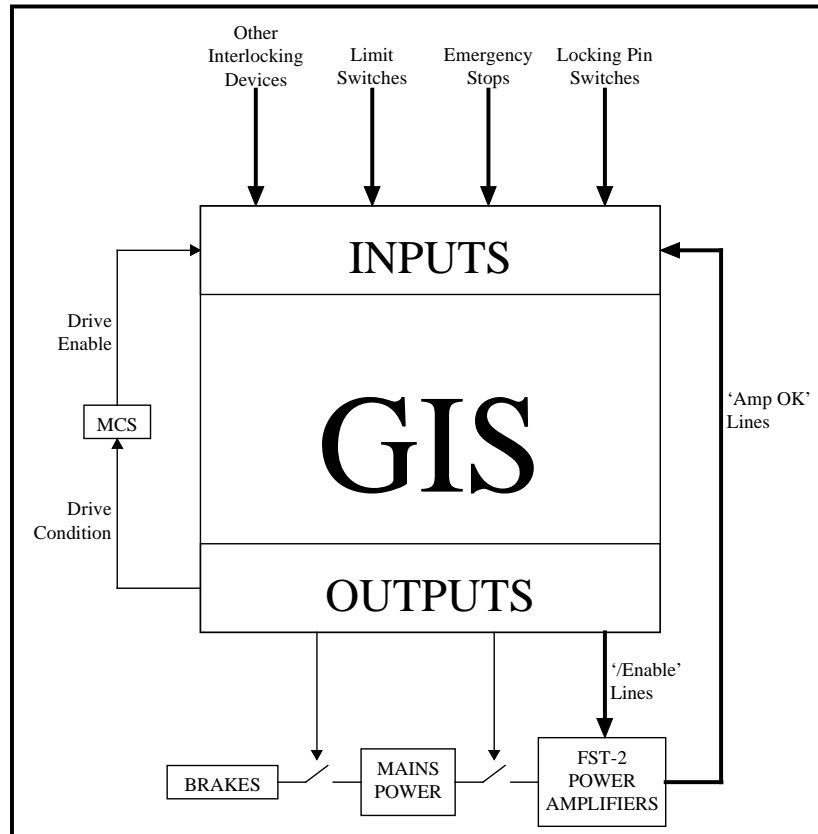 Other
Interlocking
Devices
Limit
Switches
Emergency
Stops
Locking Pin
Switches
INPUTS
Drive
Enable
GIS
'Amp OK'
Lines
MCS
Drive
Condition
OUTPUTS
'/Enable'
Lines
BRAKES
MAINS
POWER
FST-2
POWER
AMPLIFIERS